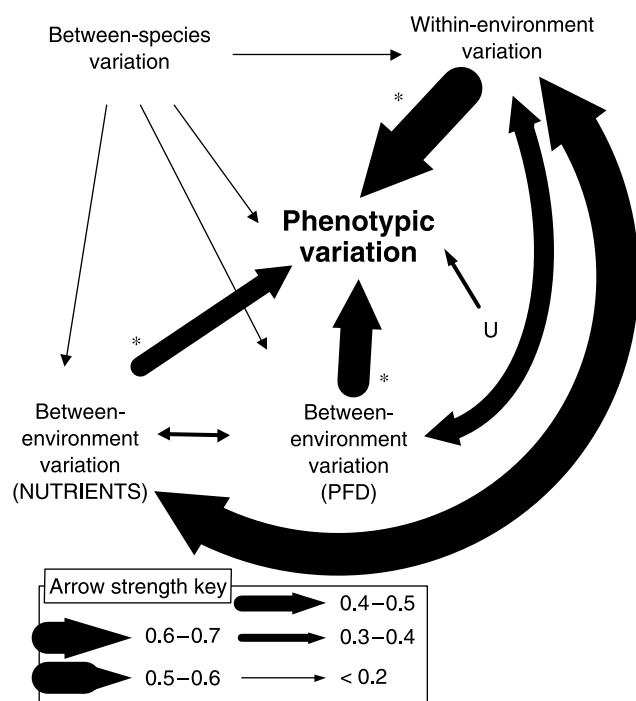 Between-species
variation
Within-environment
variation
*
Phenotypic
variation
U
*
*
Between-
environment
variation
(NUTRIENTS)
Between-
environment
variation
(PFD)
Arrow strength key
0.4–0.5
0.6–0.7
0.3–0.4
0.5–0.6
< 0.2